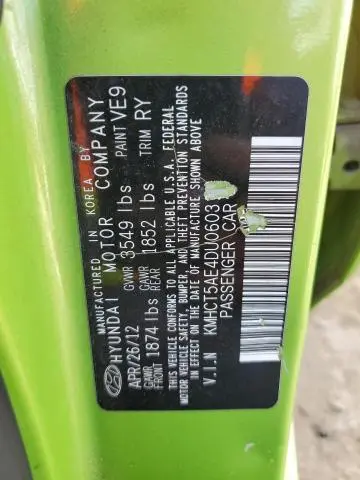 MANUFACTURED IN KOREA BY
HYUNDAI MOTOR COMPANY
APR/26/12 GVWR 3549 lbs PAINT VE9
GAWR FRONT 1874 lbs GAWR REAR 1852 lbs TRIM RY
THIS VEHICLE CONFORMS TO ALL APPLICABLE U.S.A. FEDERAL
MOTOR VEHICLE SAFETY, BUMPER, AND THEFT PREVENTION STANDARDS
IN EFFECT ON THE DATE OF MANUFACTURE SHOWN ABOVE
V.I.N KMHCT5AE4DU0603
PASSENGER CAR